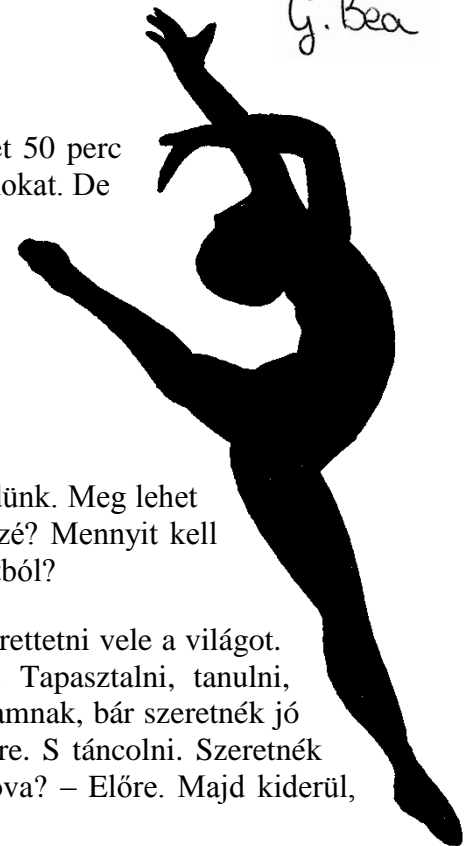 G. Bea
et 50 perc
okat. De
lünk. Meg lehet
zé? Mennyit kell
ból?
rettetni vele a világot.
Tapasztalni, tanulni,
amnak, bár szeretnék jó
re. S táncolni. Szeretnék
ova? – Előre. Majd kiderül,